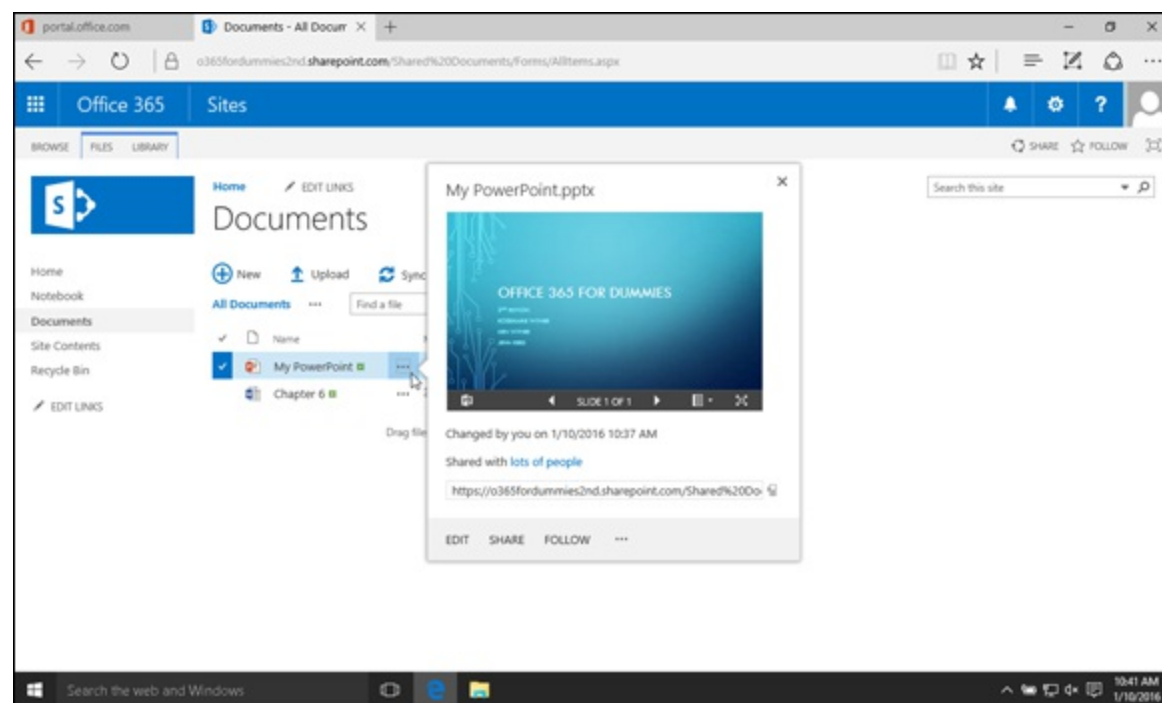 portal.office.com
Documents - All Docum
o365fordummies2nd.sharepoint.com/Shared%20Documents/Forms/AllItems.aspx
Office 365
Sites
?
BROWSE
FILES
LIBRARY
SHARE
FOLLOW
S
Home
EDIT LINKS
Documents
Search this site
Home
Notebook
Documents
Site Contents
Recycle Bin
EDIT LINKS
New
Upload
Sync
All Documents
Find a file
Name
My PowerPoint
Chapter 6
Drag file
My PowerPoint.pptx
OFFICE 365 FOR DUMMIES
SLIDE 1 OF 1
Changed by you on 1/10/2016 10:37 AM
Shared with lots of people
https://o365fordummies2nd.sharepoint.com/Shared%20Do
EDIT
SHARE
FOLLOW
Search the web and Windows
10:41 AM
1/10/2016